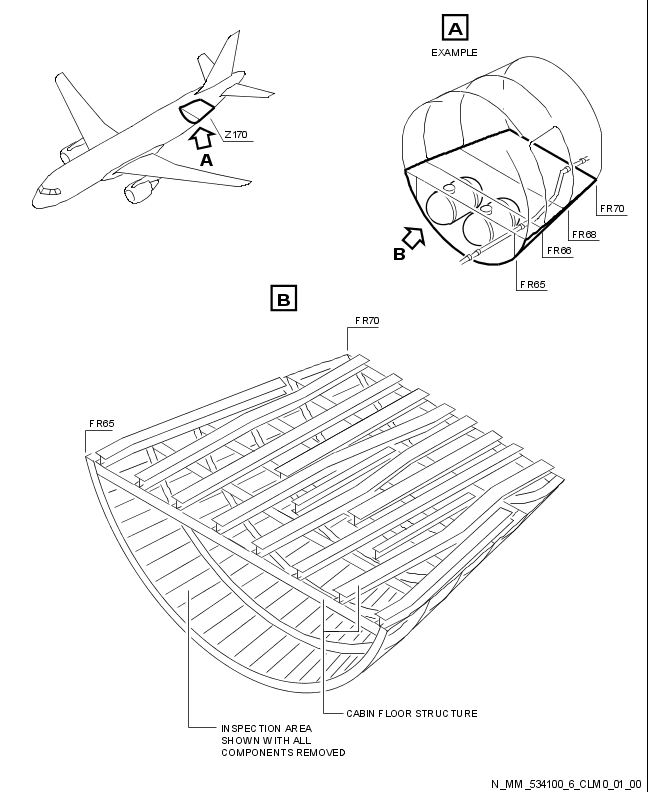 A
EXAMPLE
Z170
A
FR70
FR68
FR66
FR65
B
B
FR70
FR65
CABIN FLOOR STRUCTURE
INSPECTION AREA
SHOWN WITH ALL
COMPONENTS REMOVED
N_MM_534100_6_CLM0_01_00